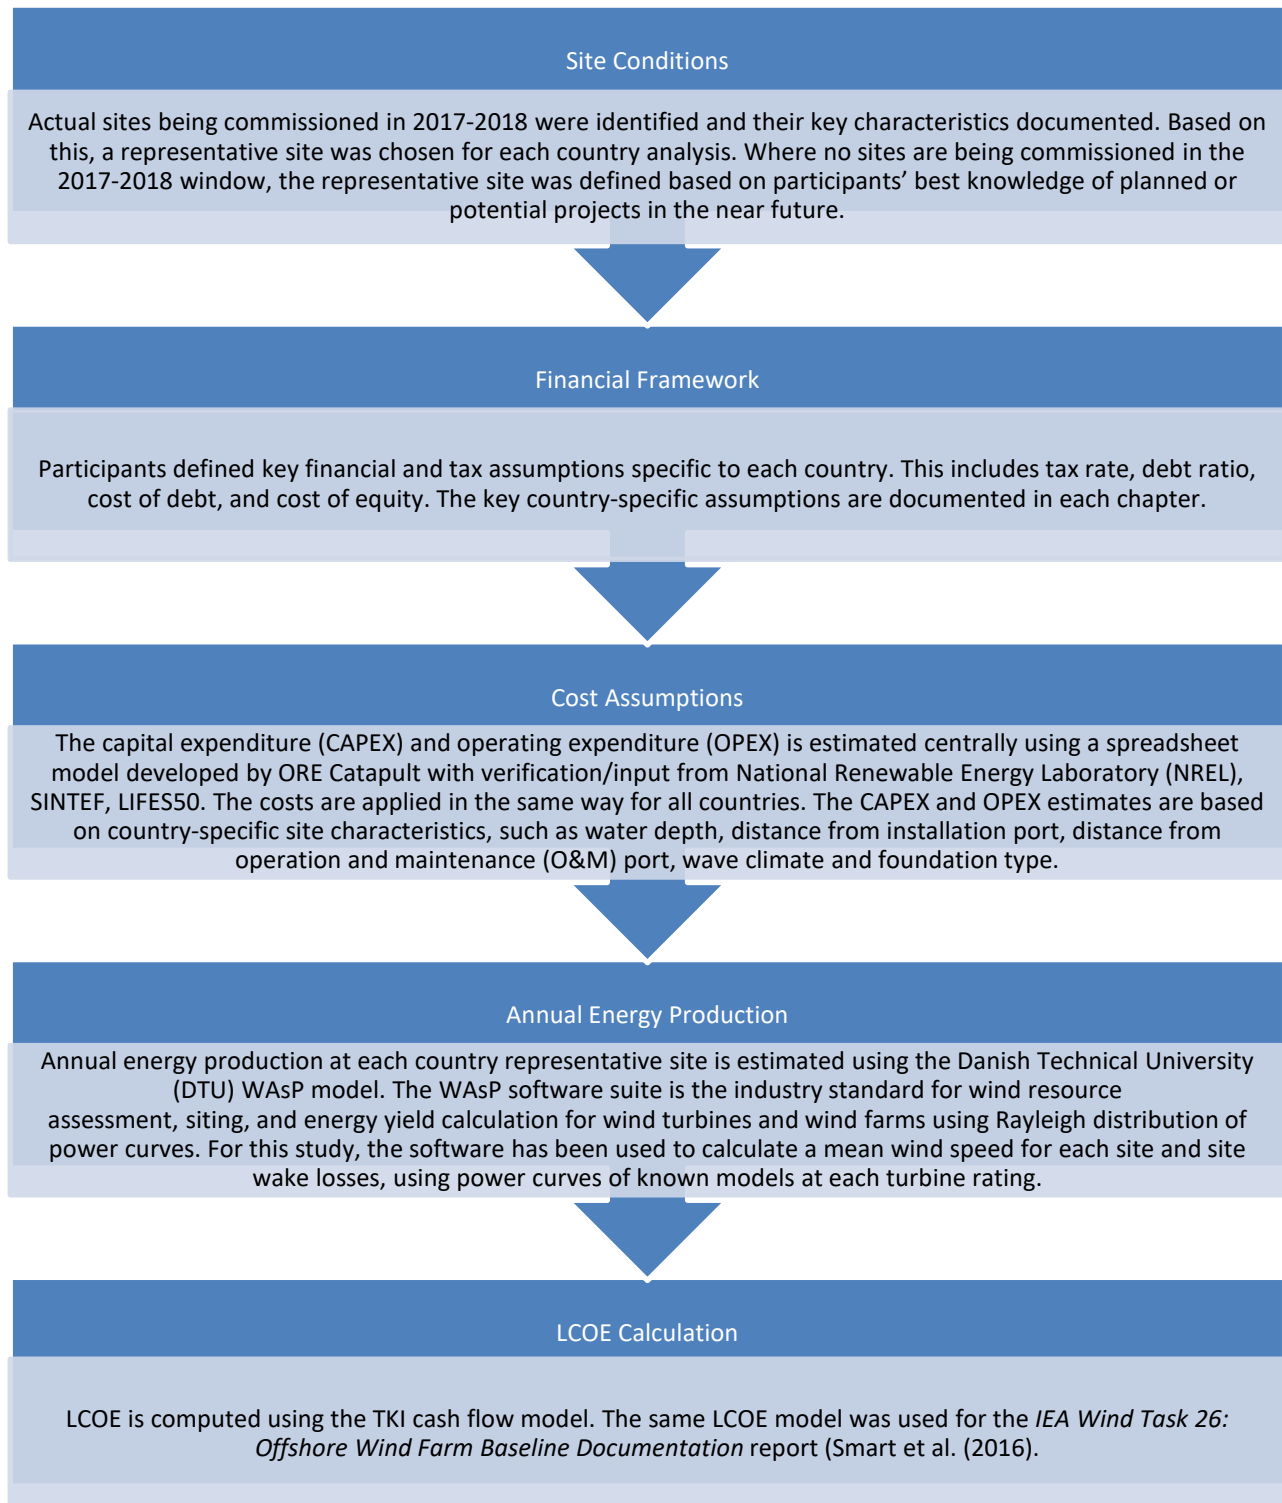 Site Conditions
Actual sites being commissioned in 2017-2018 were identified and their key characteristics documented. Based on
this, a representative site was chosen for each country analysis. Where no sites are being commissioned in the
2017-2018 window, the representative site was defined based on participants’ best knowledge of planned or
potential projects in the near future.
Financial Framework
Participants defined key financial and tax assumptions specific to each country. This includes tax rate, debt ratio,
cost of debt, and cost of equity. The key country-specific assumptions are documented in each chapter.
Cost Assumptions
The capital expenditure (CAPEX) and operating expenditure (OPEX) is estimated centrally using a spreadsheet
model developed by ORE Catapult with verification/input from National Renewable Energy Laboratory (NREL),
SINTEF, LIFES50. The costs are applied in the same way for all countries. The CAPEX and OPEX estimates are based
on country-specific site characteristics, such as water depth, distance from installation port, distance from
operation and maintenance (O&M) port, wave climate and foundation type.
Annual Energy Production
Annual energy production at each country representative site is estimated using the Danish Technical University
(DTU) WAsP model. The WAsP software suite is the industry standard for wind resource
assessment, siting, and energy yield calculation for wind turbines and wind farms using Rayleigh distribution of
power curves. For this study, the software has been used to calculate a mean wind speed for each site and site
wake losses, using power curves of known models at each turbine rating.
LCOE Calculation
LCOE is computed using the TKI cash flow model. The same LCOE model was used for the IEA Wind Task 26:
Offshore Wind Farm Baseline Documentation report (Smart et al. (2016).